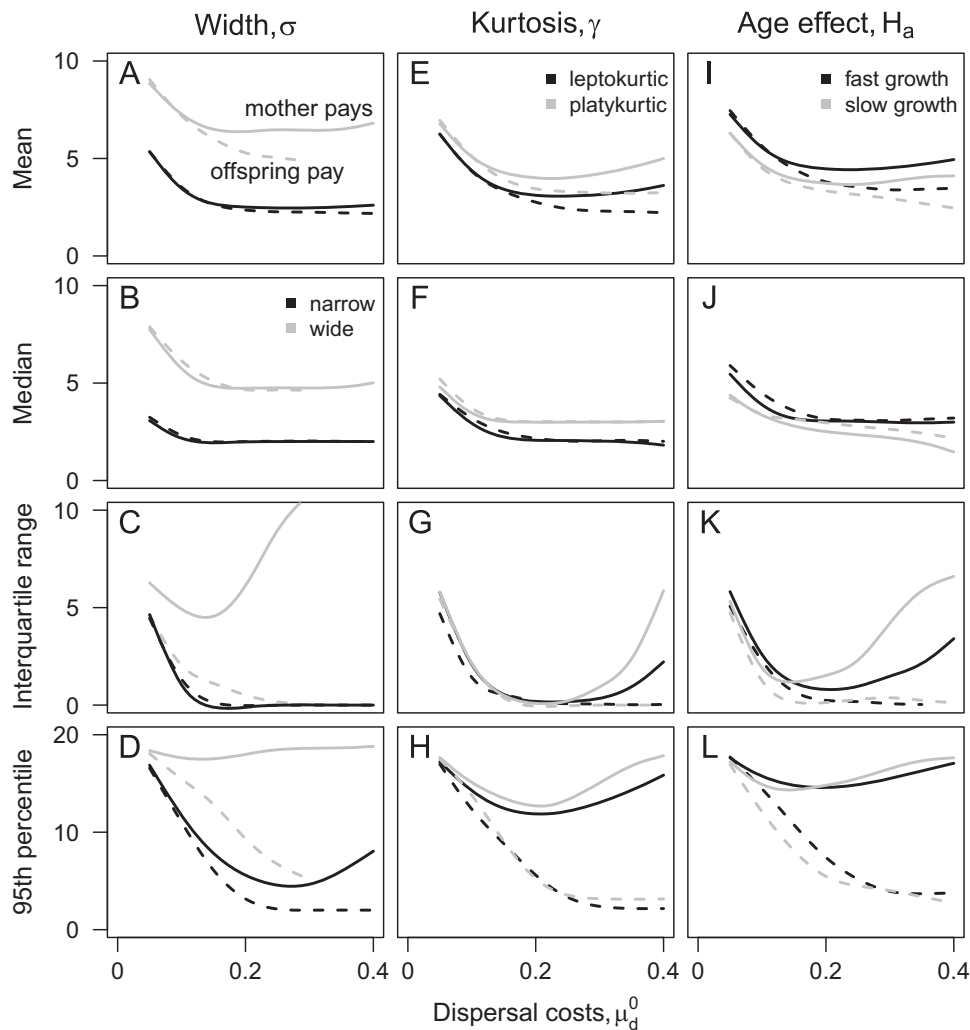 Width, σ
Kurtosis, γ
Age effect, Hₐ
Mean
10
5
0
A
mother pays
offspring pay
E
leptokurtic
platykurtic
I
fast growth
slow growth
Median
10
5
0
B
narrow
wide
F
J
Interquartile range
10
5
0
C
G
K
95th percentile
20
10
0
D
H
L
0 0.2 0.4
0 0.2 0.4
0 0.2 0.4
Dispersal costs, μ_d^0